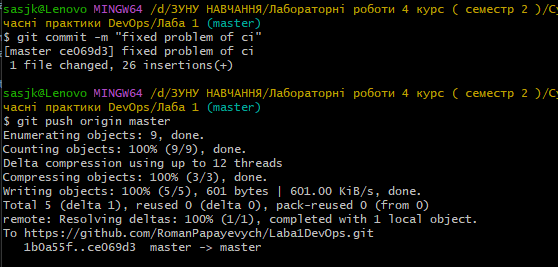 sasjk@Lenovo MINGW64 /d/ЗУНУ НАВЧАННЯ/Лабораторні роботи 4 курс ( семестр 2 )/Су
часні практики DevOps/Лаба 1 (master)
$ git commit -m "fixed problem of ci"
[master ce069d3] fixed problem of ci
 1 file changed, 26 insertions(+)

sasjk@Lenovo MINGW64 /d/ЗУНУ НАВЧАННЯ/Лабораторні роботи 4 курс ( семестр 2 )/Су
часні практики DevOps/Лаба 1 (master)
$ git push origin master
Enumerating objects: 9, done.
Counting objects: 100% (9/9), done.
Delta compression using up to 12 threads
Compressing objects: 100% (3/3), done.
Writing objects: 100% (5/5), 601 bytes | 601.00 KiB/s, done.
Total 5 (delta 1), reused 0 (delta 0), pack-reused 0 (from 0)
remote: Resolving deltas: 100% (1/1), completed with 1 local object.
To https://github.com/RomanPapayevych/Laba1DevOps.git
   1b0a55f..ce069d3  master -> master